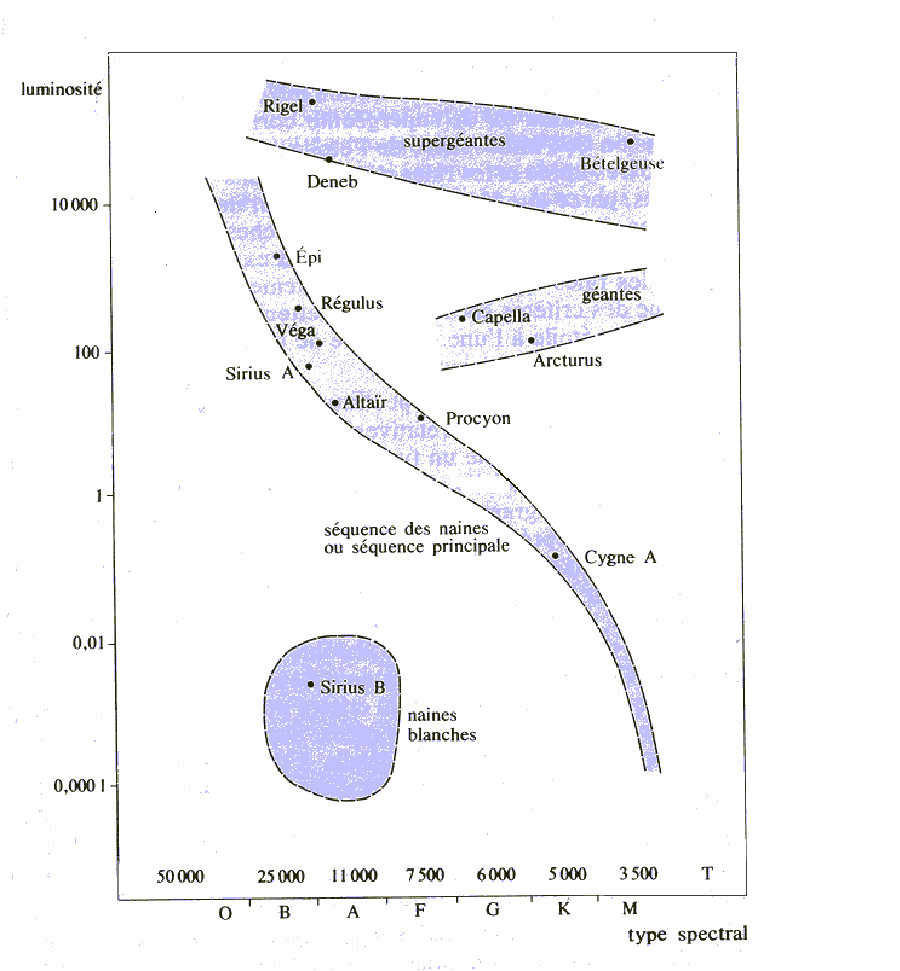 luminosité
Rigel
supergéantes
Bételgeuse
Deneb
10 000
Épi
géantes
Régulus
Capella
Véga
100
Arcturus
Sirius A
Altaïr
Procyon
1
séquence des naines
ou séquence principale
Cygne A
0,01
Sirius B
naines
blanches
0,0001
50 000 25 000 11 000 7 500 6 000 5 000 3 500 T
O B A F G K M
type spectral